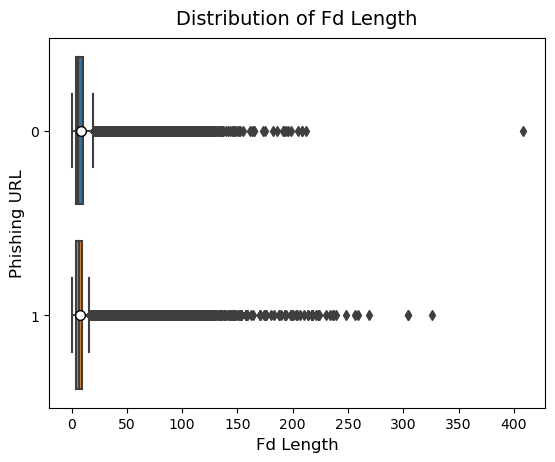 Distribution of Fd Length
Phishing URL
0
1
0 50 100 150 200 250 300 350 400
Fd Length